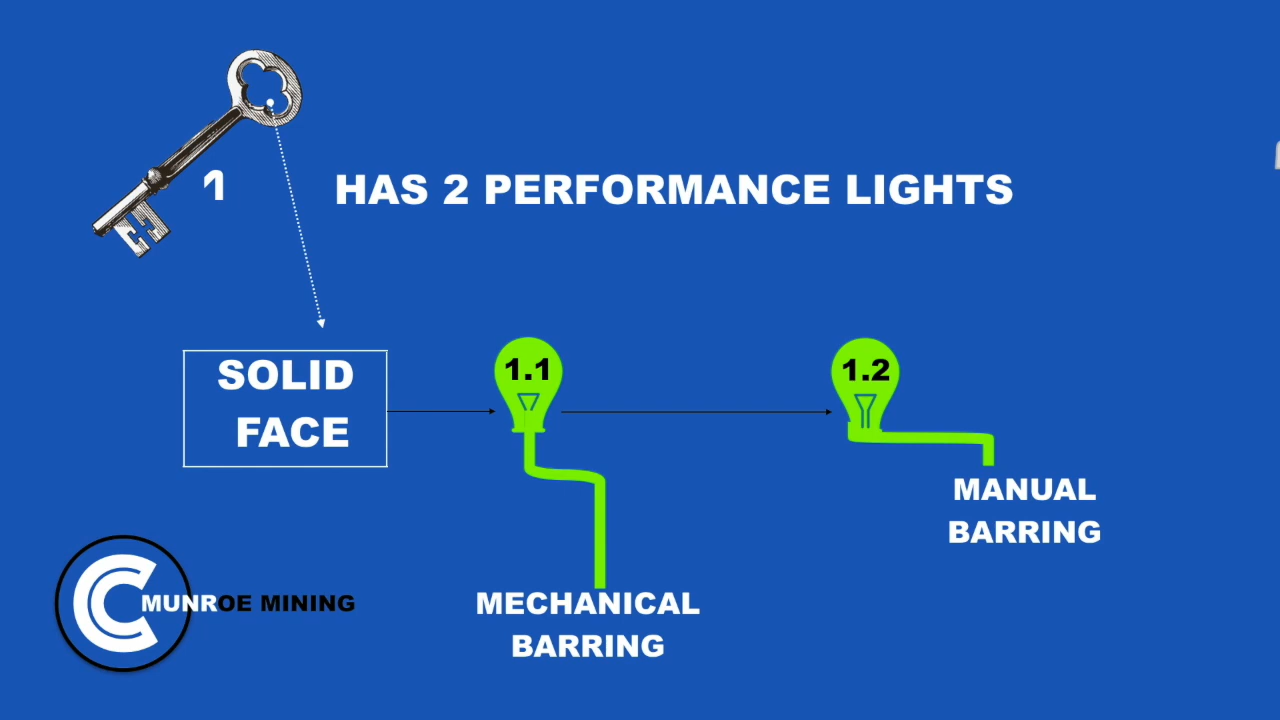 1
HAS 2 PERFORMANCE LIGHTS
SOLID
FACE
1.1
1.2
MANUAL
BARRING
MECHANICAL
BARRING
MUNROE MINING